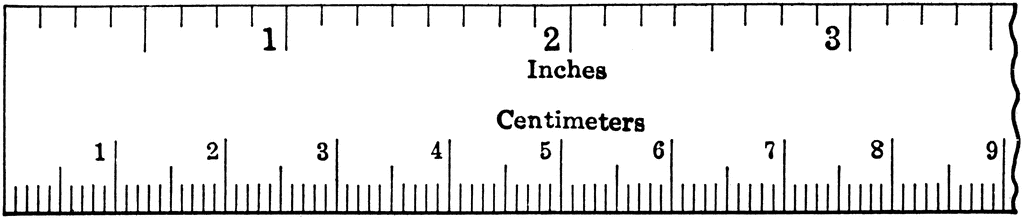 1 2 3
Inches
Centimeters
1 2 3 4 5 6 7 8 9